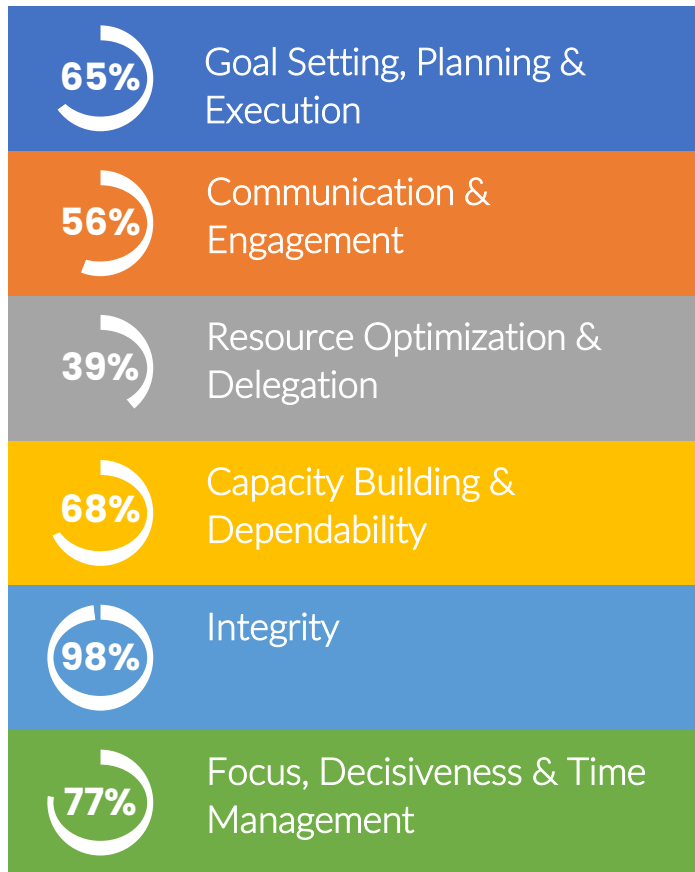 65%
Goal Setting, Planning &
Execution
56%
Communication &
Engagement
39%
Resource Optimization &
Delegation
68%
Capacity Building &
Dependability
98%
Integrity
77%
Focus, Decisiveness & Time
Management